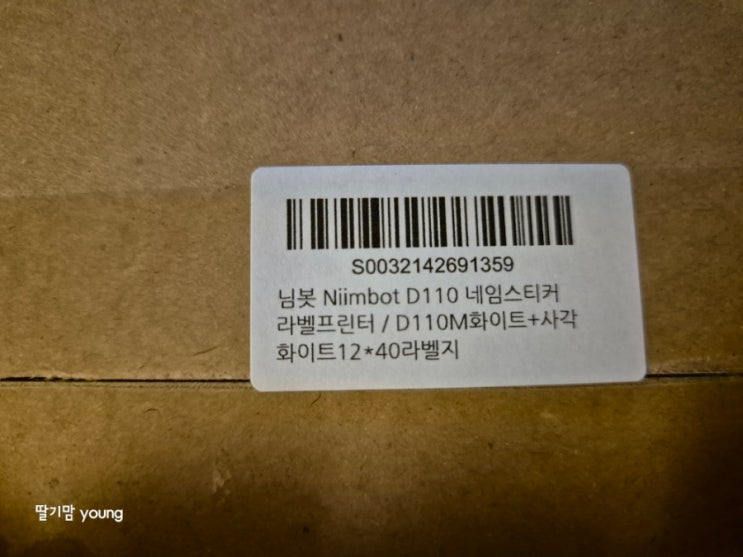 S0032142691359
님봇 Niimbot D110 네임스티커
라벨프린터 / D110M화이트+사각
화이트12*40라벨지
딸기맘 young